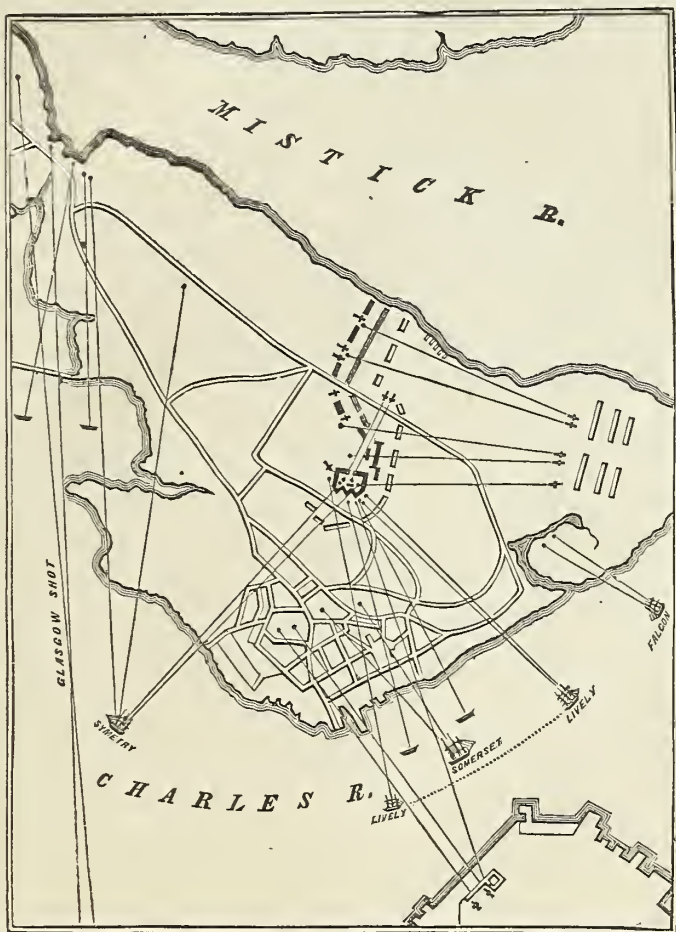 MISTICK R.
GLASGOW SHOT
FALCON
LIVELY
SYMETRY
SOMERSET
CHARLES R.
LIVELY